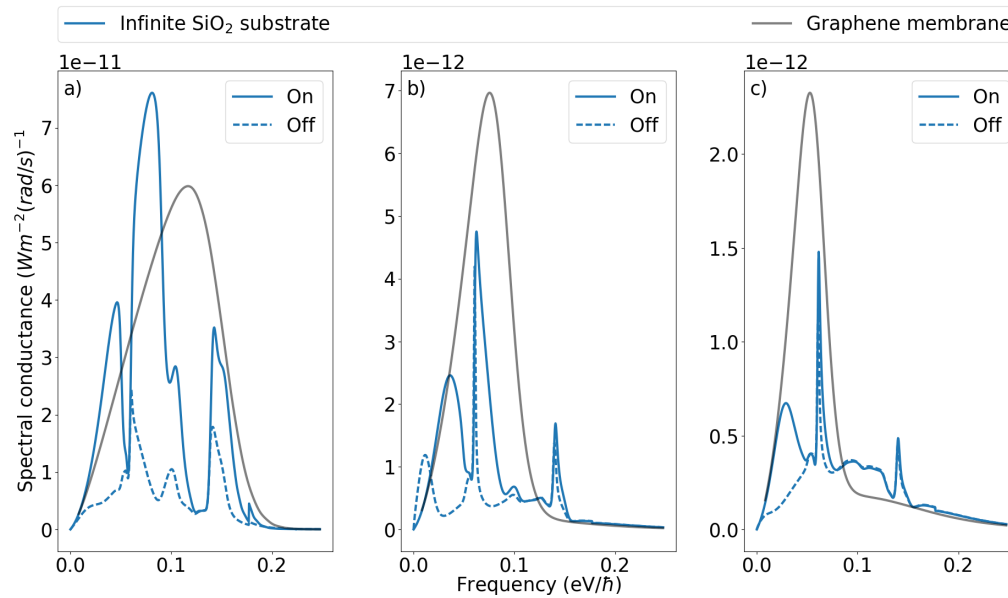 Infinite SiO₂ substrate
Graphene membrane
1e−11
1e−12
1e−12
a)
b)
c)
On
Off
On
Off
On
Off
Spectral conductance (Wm⁻²(rad/s)⁻¹
7
6
5
4
3
2
1
0
7
6
5
4
3
2
1
0
2.0
1.5
1.0
0.5
0.0
0.0 0.1 0.2
0.0 0.1 0.2
0.0 0.1 0.2
Frequency (eV/ℏ)